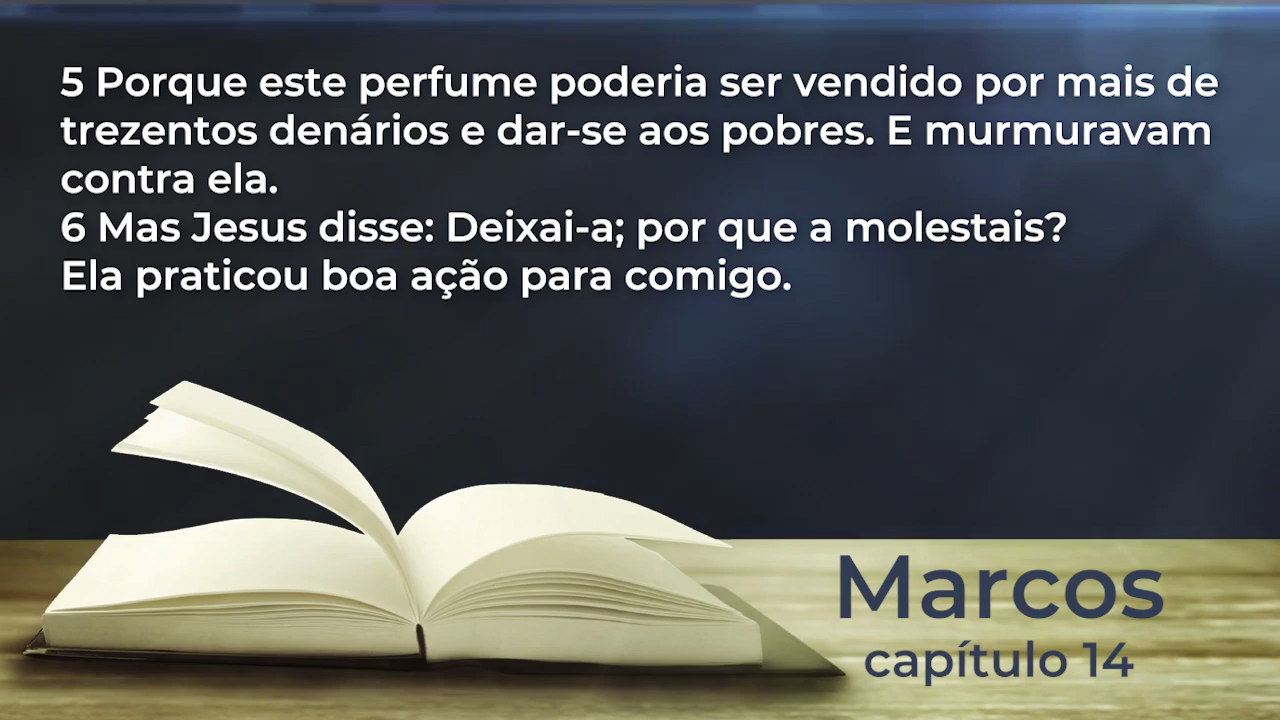 5 Porque este perfume poderia ser vendido por mais de
trezentos denários e dar-se aos pobres. E murmuravam
contra ela.
6 Mas Jesus disse: Deixai-a; por que a molestais?
Ela praticou boa ação para comigo.
Marcos
capítulo 14